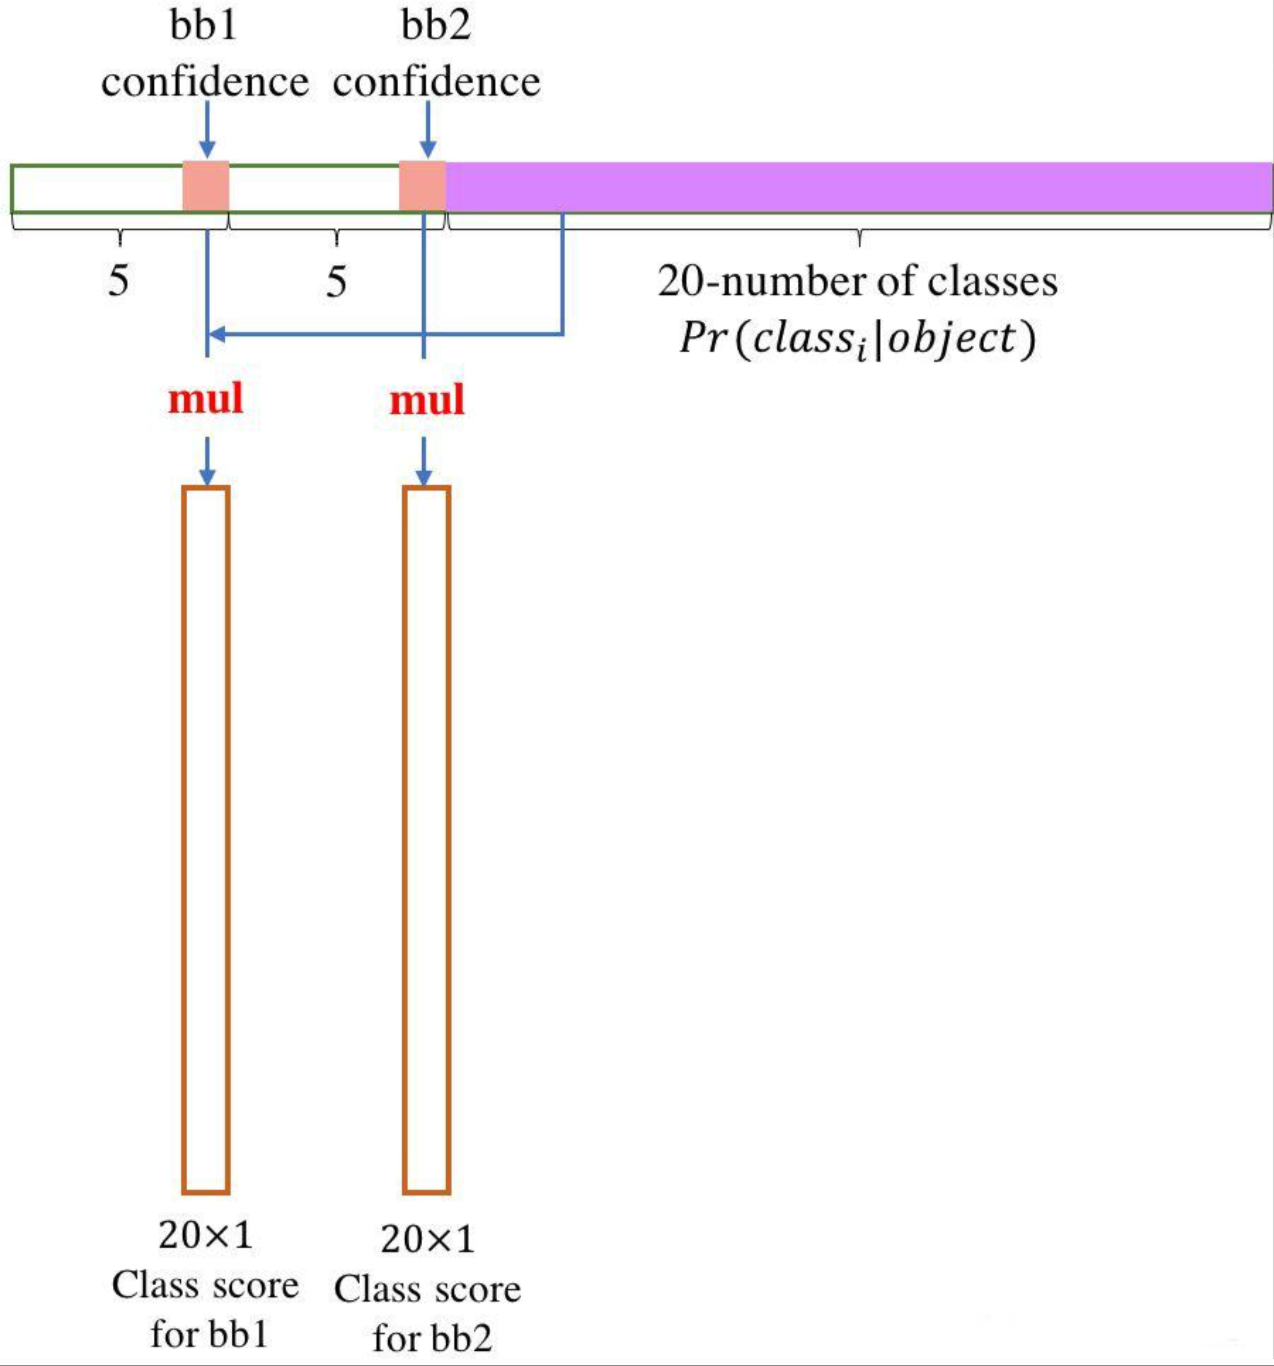 bb1
confidence
bb2
confidence
5
5
20-number of classes
Pr(class_i|object)
mul
mul
20×1
Class score
for bb1
20×1
Class score
for bb2